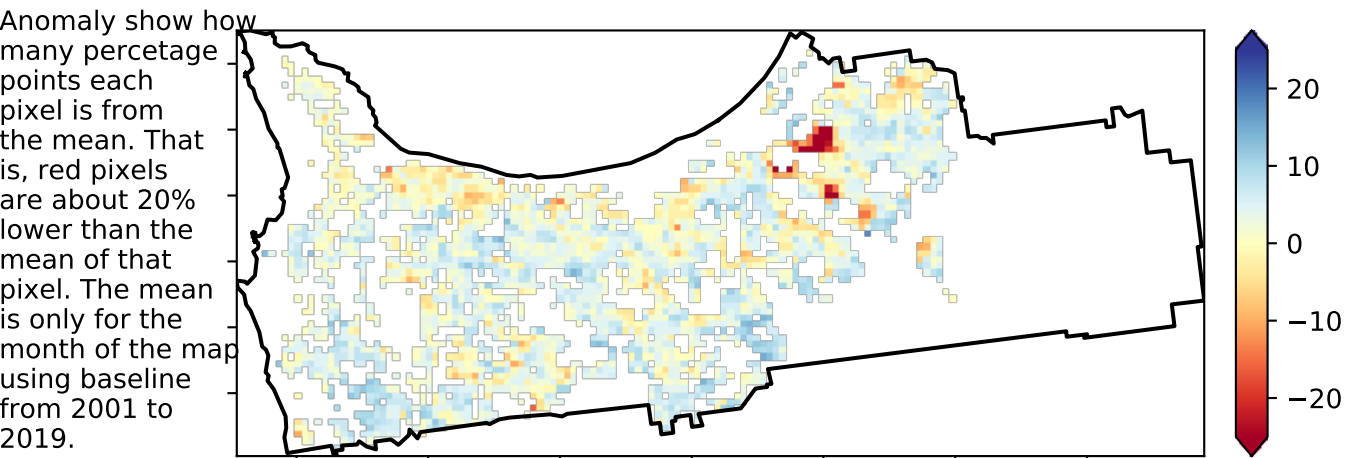 Anomaly show how
many percetage
points each
pixel is from
the mean. That
is, red pixels
are about 20%
lower than the
mean of that
pixel. The mean
is only for the
month of the map
using baseline
from 2001 to
2019.
20
10
0
−10
−20